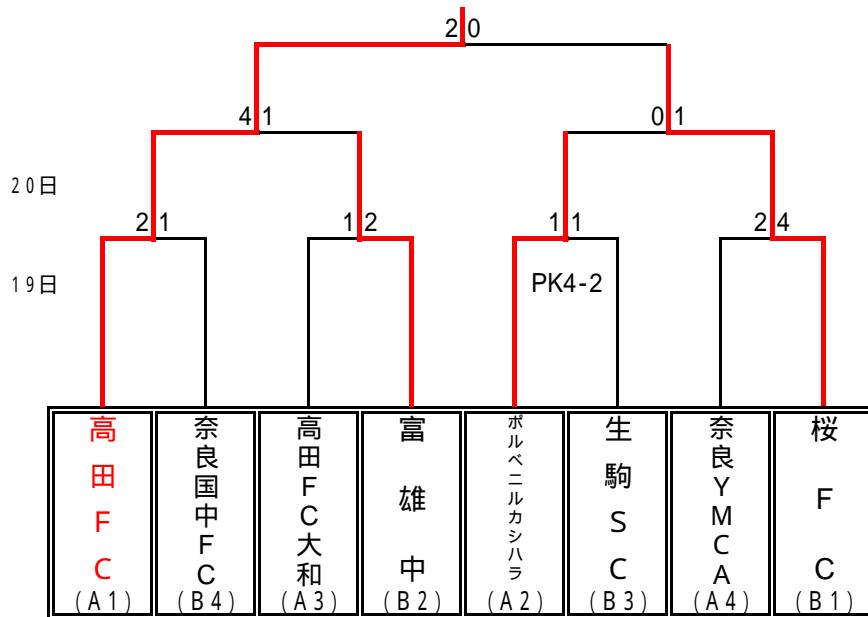 2 0
4 1
0 1
20日
2 1
1 2
1 1
2 4
19日
PK4-2
高田FC
(A1)
奈良国中FC
(B4)
高田FC大和
(A3)
富雄中
(B2)
ポルベニルカシハラ
(A2)
生駒SC
(B3)
奈良YMCA
(A4)
桜FC
(B1)